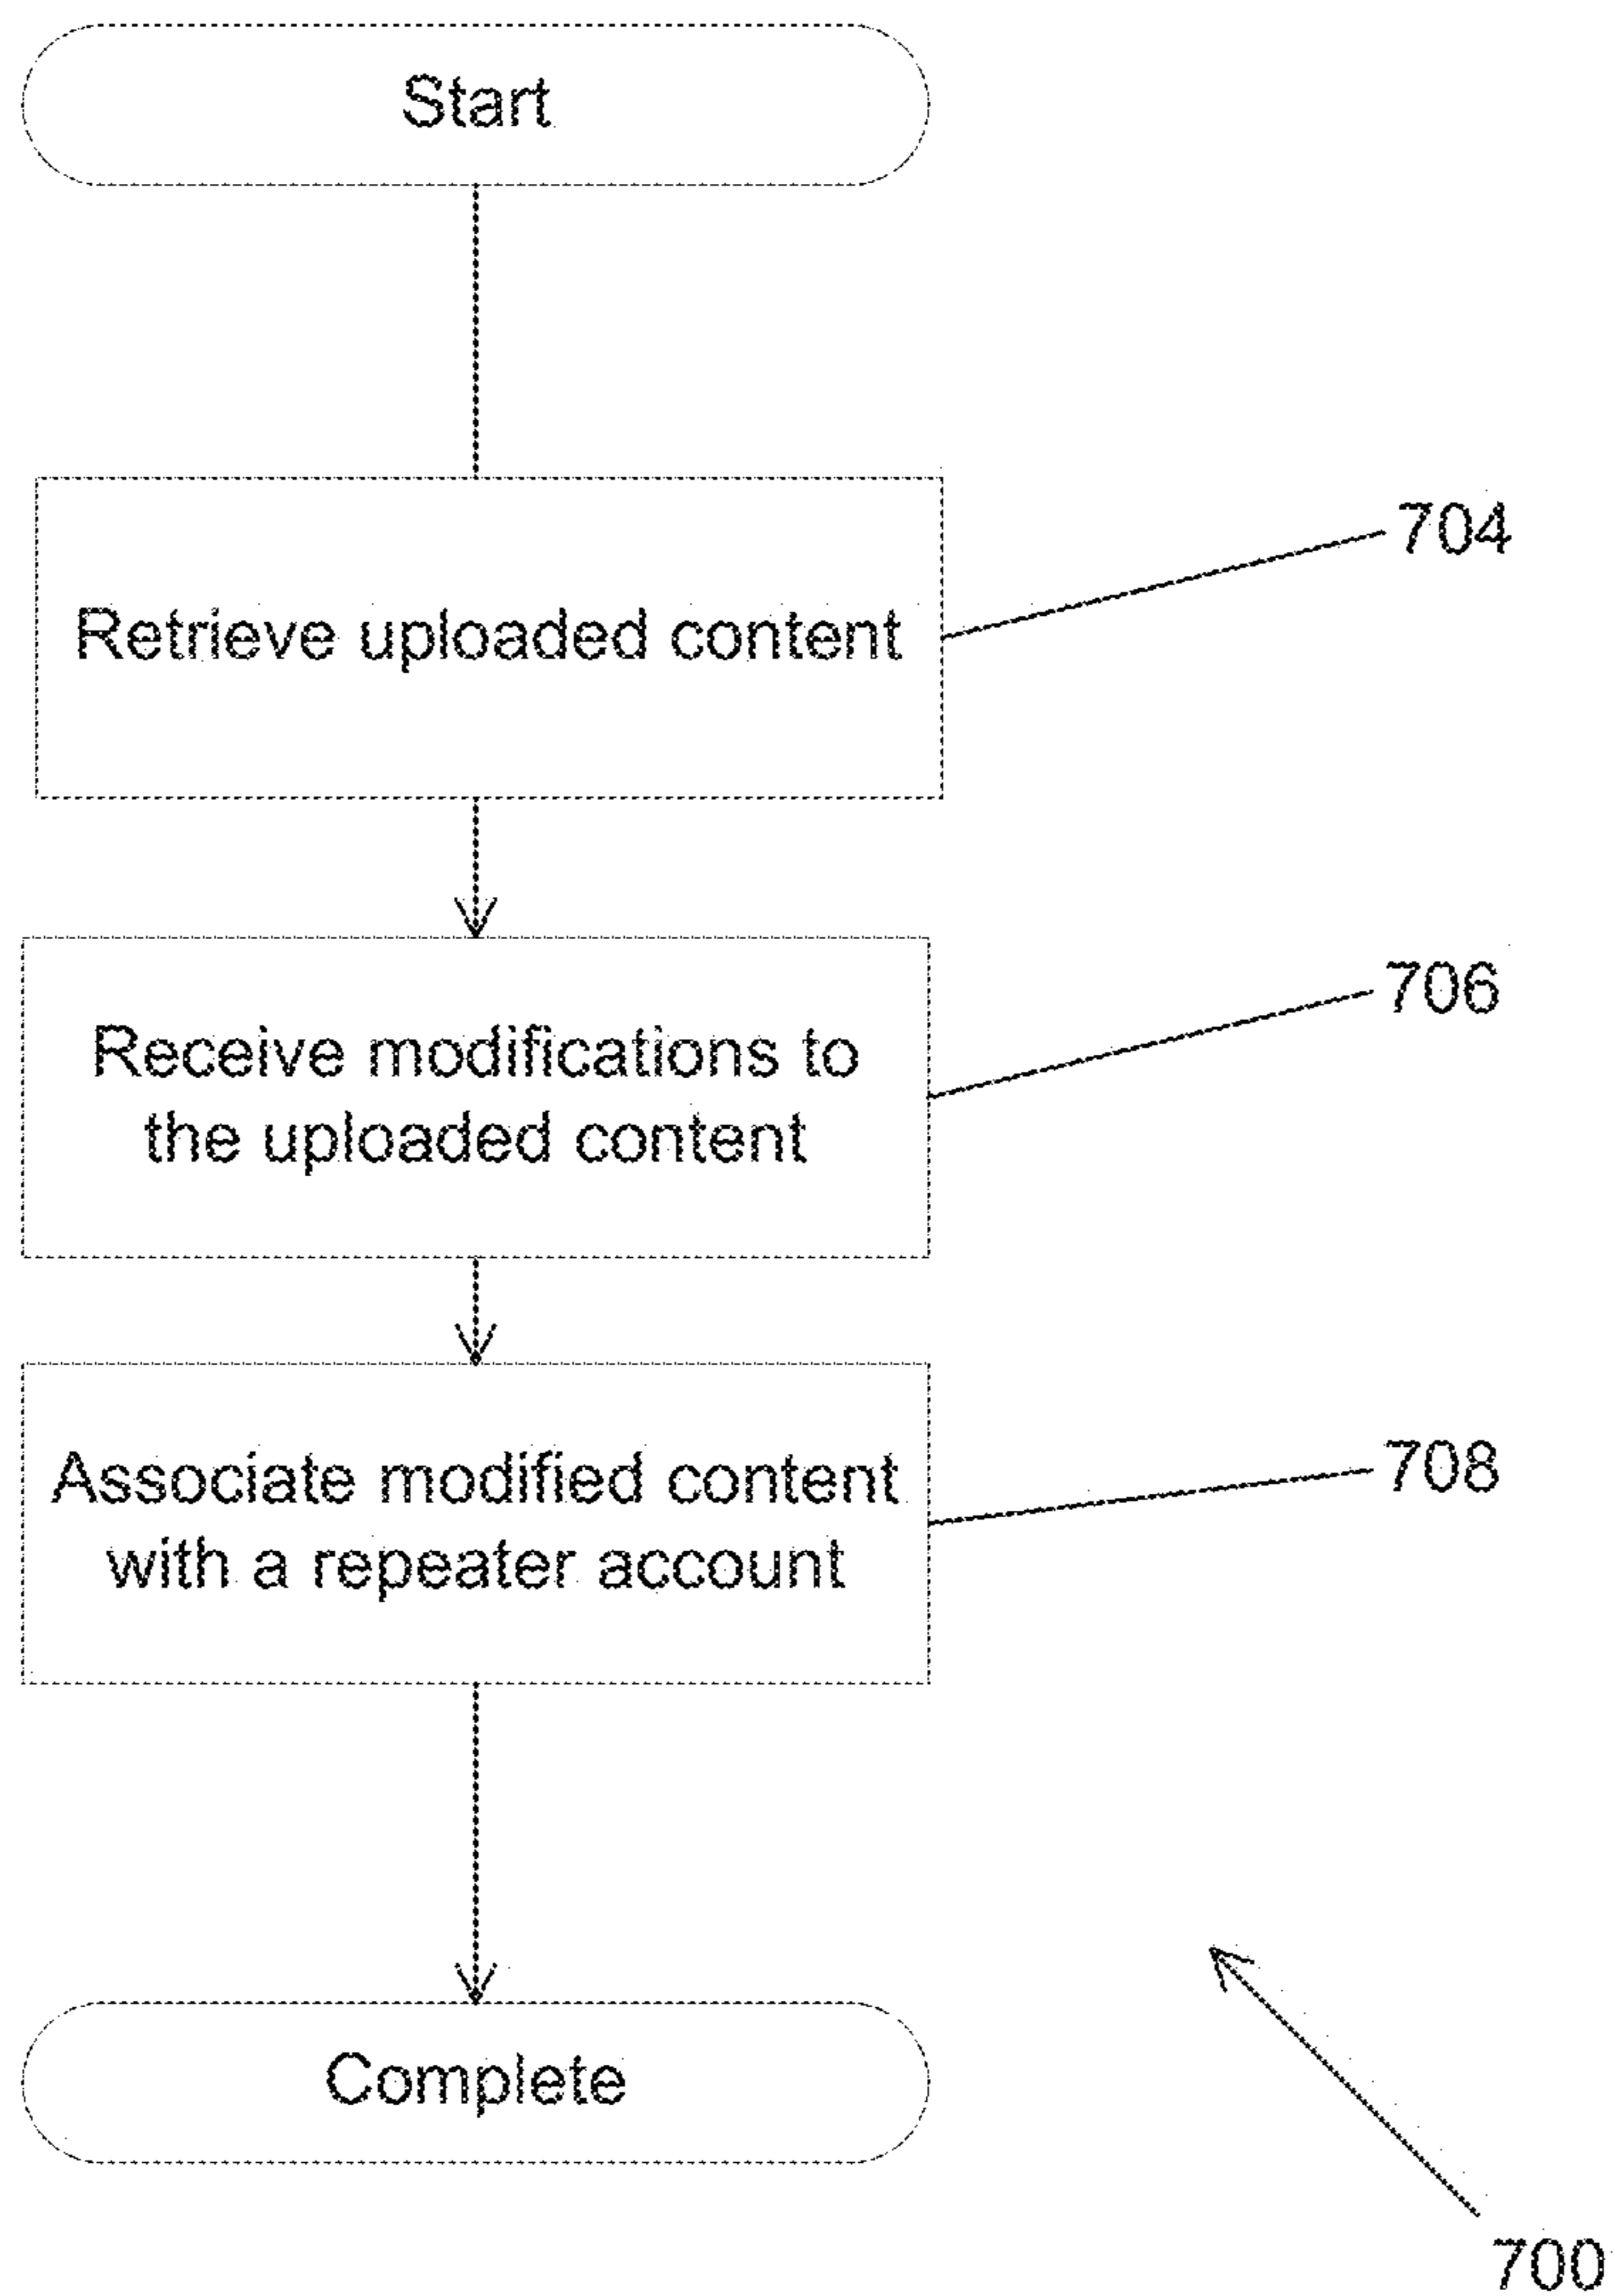 Start
704
Retrieve uploaded content
706
Receive modifications to
the uploaded content
708
Associate modified content
with a repeater account
Complete
700